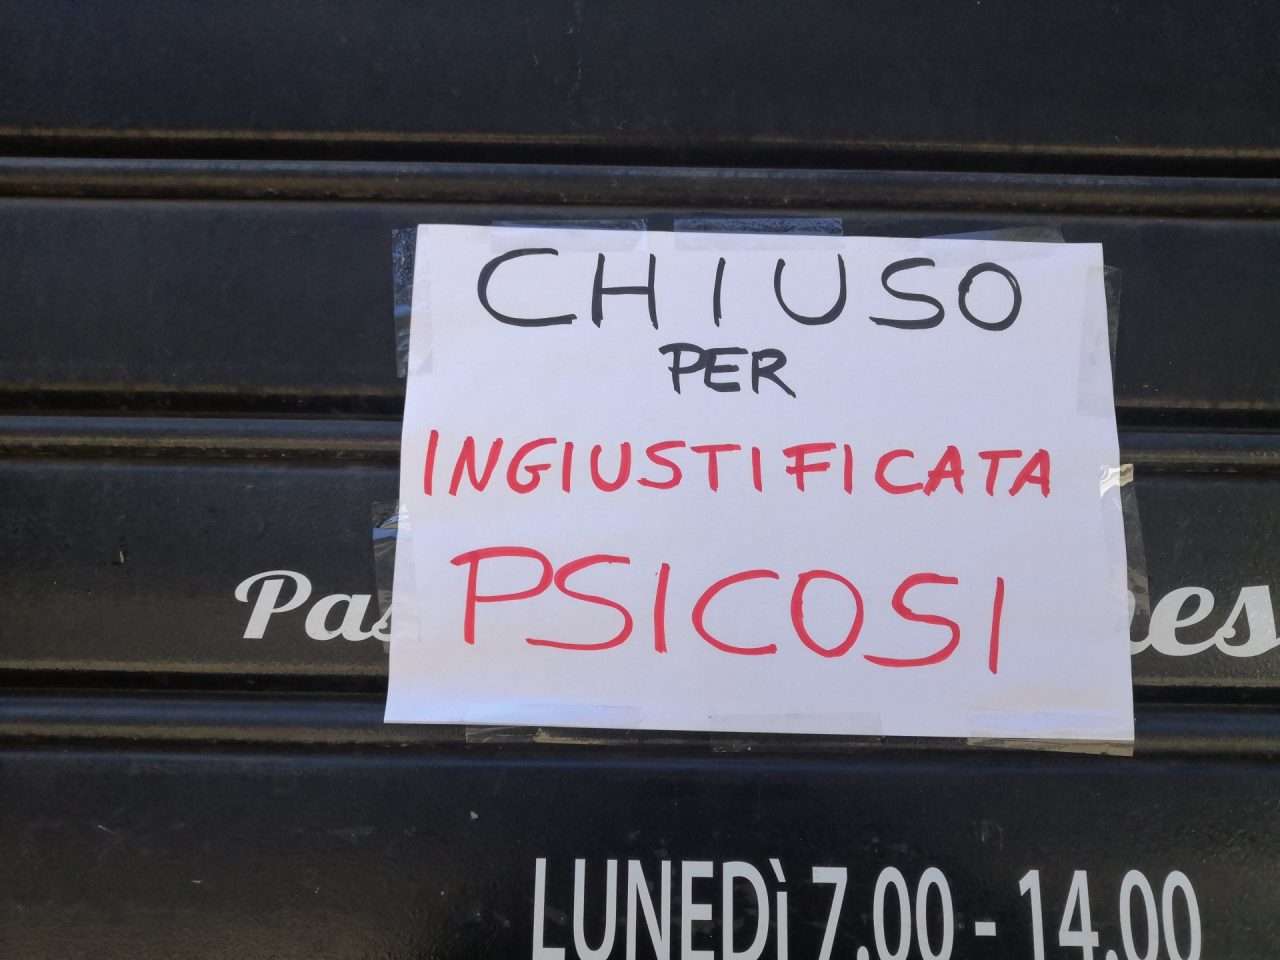 CHIUSO
PER
INGIUSTIFICATA
PSICOSI
LUNEDÌ 7.00 - 14.00